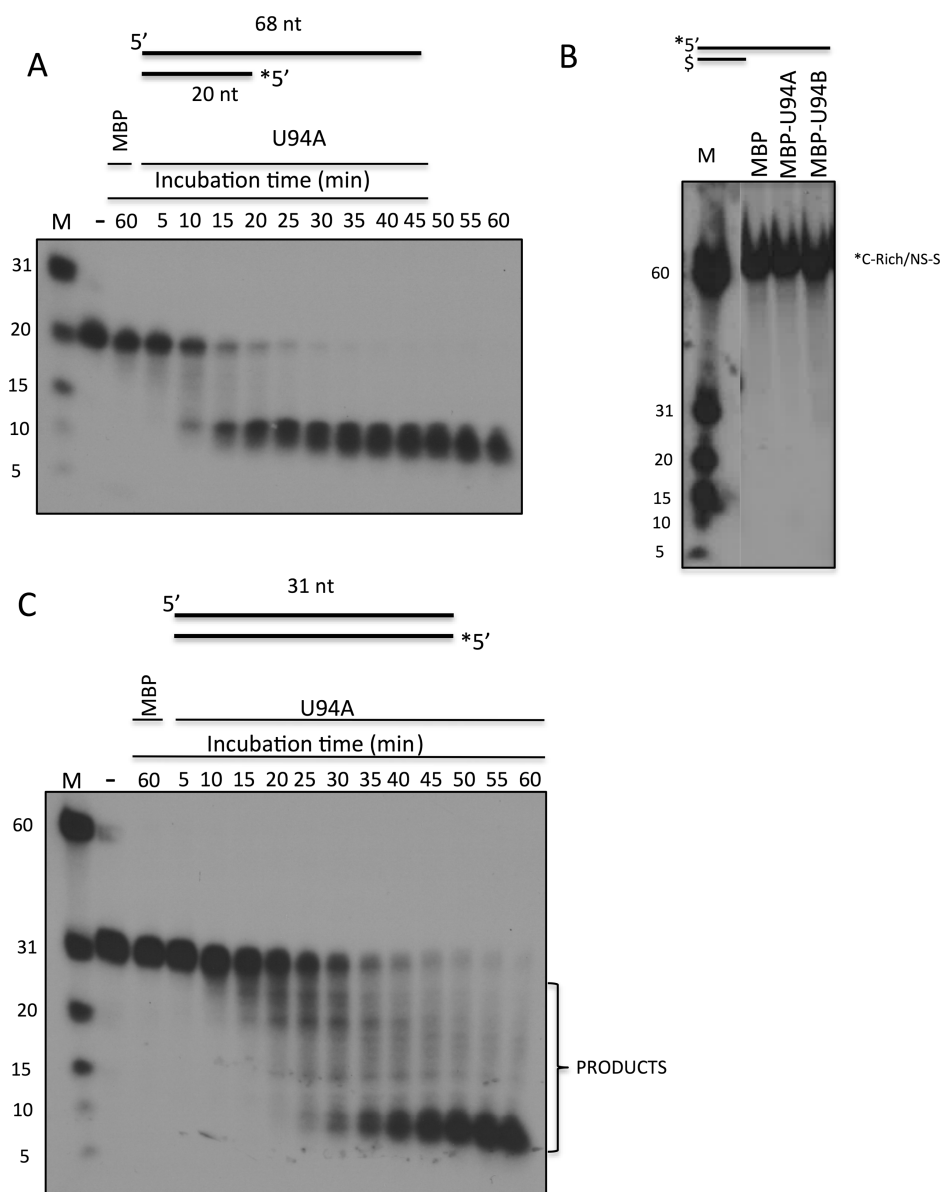 A
68 nt
5’
*5’
20 nt
MBP
U94A
Incubation time (min)
M - 60 5 10 15 20 25 30 35 40 45 50 55 60
31
20
15
10
5
B
*5’
$
M
MBP
MBP-U94A
MBP-U94B
*C-Rich/NS-S
60
31
20
15
10
5
C
31 nt
5’
*5’
MBP
U94A
Incubation time (min)
M - 60 5 10 15 20 25 30 35 40 45 50 55 60
60
31
20
15
10
5
PRODUCTS